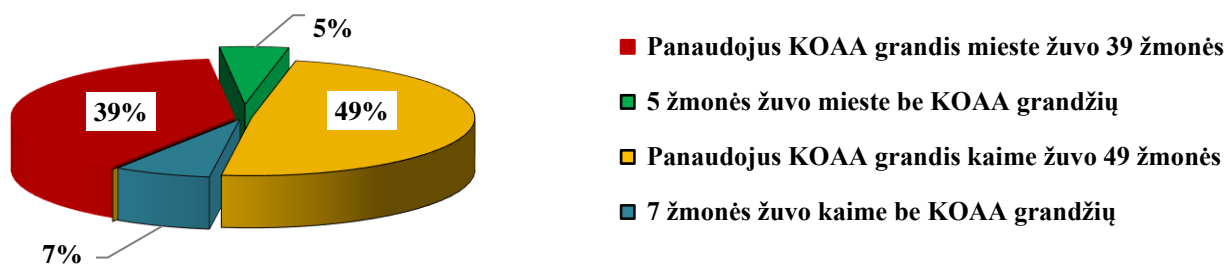 5%
39%
49%
7%
Panaudojus KOAA grandis mieste žuvo 39 žmonės
5 žmonės žuvo mieste be KOAA grandžių
Panaudojus KOAA grandis kaime žuvo 49 žmonės
7 žmonės žuvo kaime be KOAA grandžių